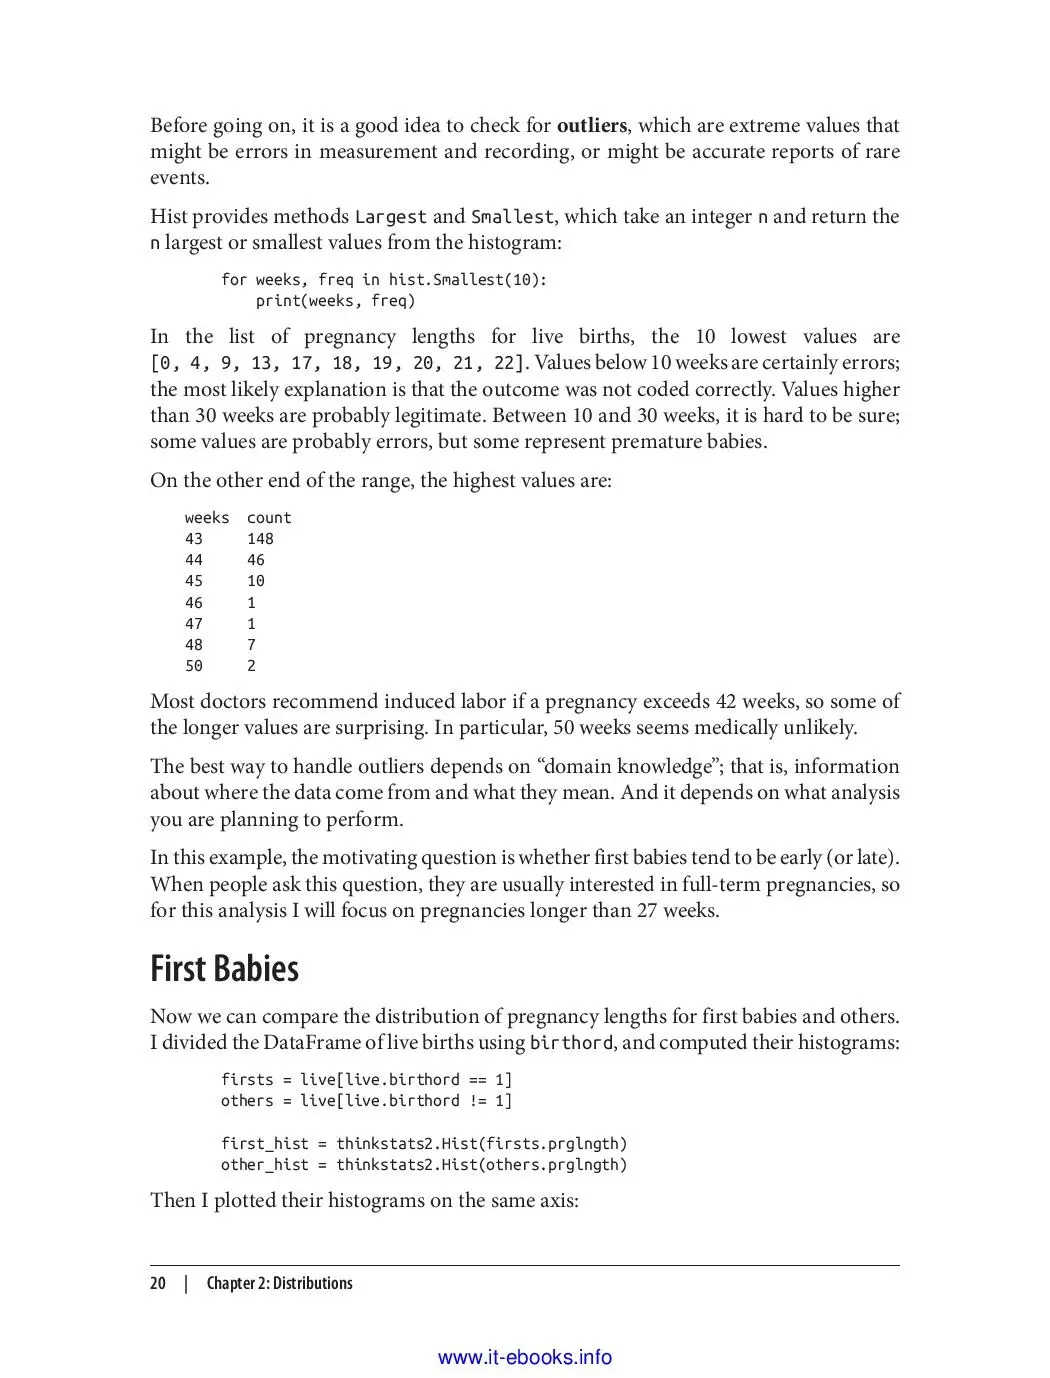 Before going on, it is a good idea to check for outliers, which are extreme values that
might be errors in measurement and recording, or might be accurate reports of rare
events.
Hist provides methods Largest and Smallest, which take an integer n and return the
n largest or smallest values from the histogram:
for weeks, freq in hist.Smallest(10):
    print(weeks, freq)
In the list of pregnancy lengths for live births, the 10 lowest values are
[0, 4, 9, 13, 17, 18, 19, 20, 21, 22]. Values below 10 weeks are certainly errors;
the most likely explanation is that the outcome was not coded correctly. Values higher
than 30 weeks are probably legitimate. Between 10 and 30 weeks, it is hard to be sure;
some values are probably errors, but some represent premature babies.
On the other end of the range, the highest values are:
weeks  count
43     148
44     46
45     10
46     1
47     1
48     7
50     2
Most doctors recommend induced labor if a pregnancy exceeds 42 weeks, so some of
the longer values are surprising. In particular, 50 weeks seems medically unlikely.
The best way to handle outliers depends on “domain knowledge”; that is, information
about where the data come from and what they mean. And it depends on what analysis
you are planning to perform.
In this example, the motivating question is whether first babies tend to be early (or late).
When people ask this question, they are usually interested in full-term pregnancies, so
for this analysis I will focus on pregnancies longer than 27 weeks.
First Babies
Now we can compare the distribution of pregnancy lengths for first babies and others.
I divided the DataFrame of live births using birthord, and computed their histograms:
firsts = live[live.birthord == 1]
others = live[live.birthord != 1]
first_hist = thinkstats2.Hist(firsts.prglngth)
other_hist = thinkstats2.Hist(others.prglngth)
Then I plotted their histograms on the same axis:
20 | Chapter 2: Distributions
www.it-ebooks.info